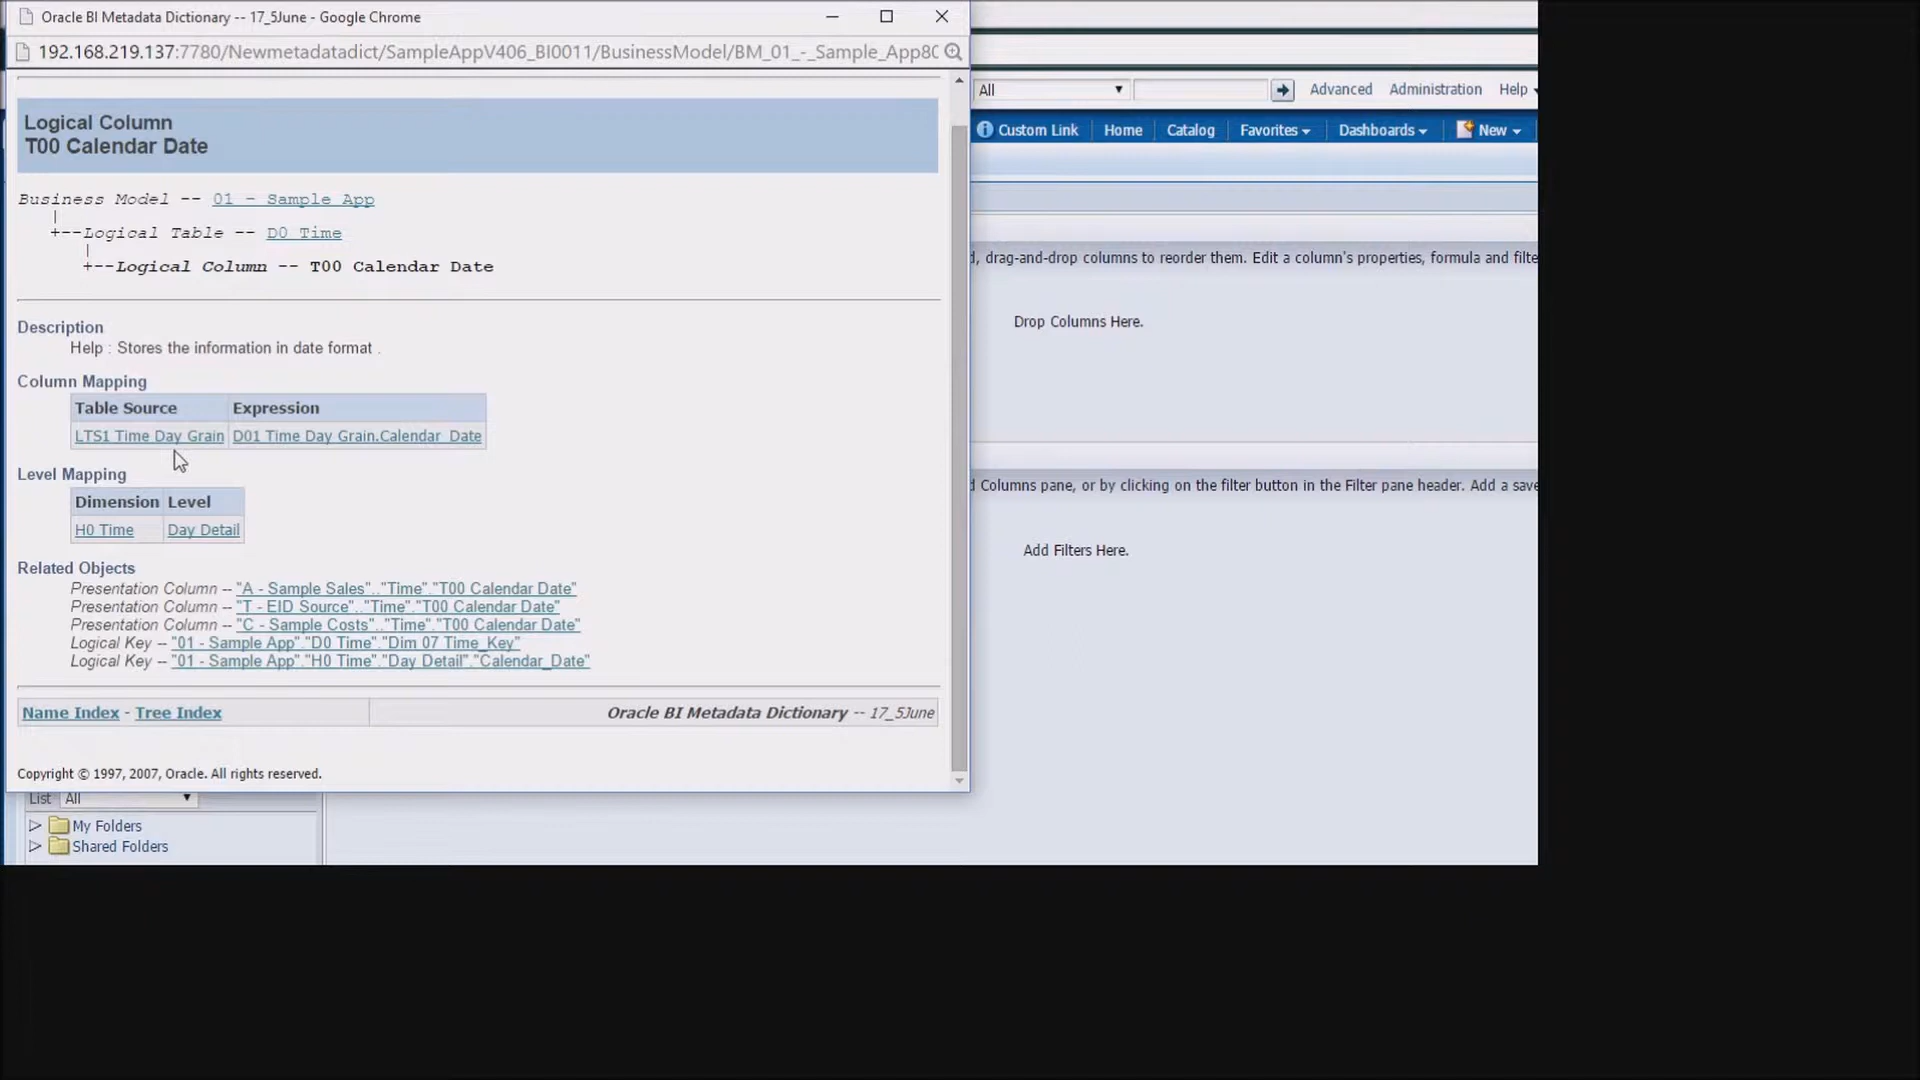 Oracle BI Metadata Dictionary -- 17_5June - Google Chrome
192.168.219.137:7780/Newmetadatadict/SampleAppV406_BI0011/BusinessModel/BM_01_-_Sample_App80
All
Advanced Administration Help
Custom Link Home Catalog Favorites Dashboards New
Logical Column
T00 Calendar Date
Business Model -- 01 - Sample App
|
+--Logical Table -- D0 Time
|
+--Logical Column -- T00 Calendar Date
d, drag-and-drop columns to reorder them. Edit a column's properties, formula and filte
Drop Columns Here.
Description
Help : Stores the information in date format .
Column Mapping
Table Source Expression
LTS1 Time Day Grain D01 Time Day Grain.Calendar_Date
Level Mapping
Dimension Level
H0 Time Day Detail
d Columns pane, or by clicking on the filter button in the Filter pane header. Add a save
Add Filters Here.
Related Objects
Presentation Column -- "A - Sample Sales".."Time"."T00 Calendar Date"
Presentation Column -- "T - EID Source".."Time"."T00 Calendar Date"
Presentation Column -- "C - Sample Costs".."Time"."T00 Calendar Date"
Logical Key -- "01 - Sample App"."D0 Time"."Dim 07 Time_Key"
Logical Key -- "01 - Sample App"."H0 Time"."Day Detail"."Calendar_Date"
Name Index - Tree Index
Oracle BI Metadata Dictionary -- 17_5June
Copyright © 1997, 2007, Oracle. All rights reserved.
List All
My Folders
Shared Folders